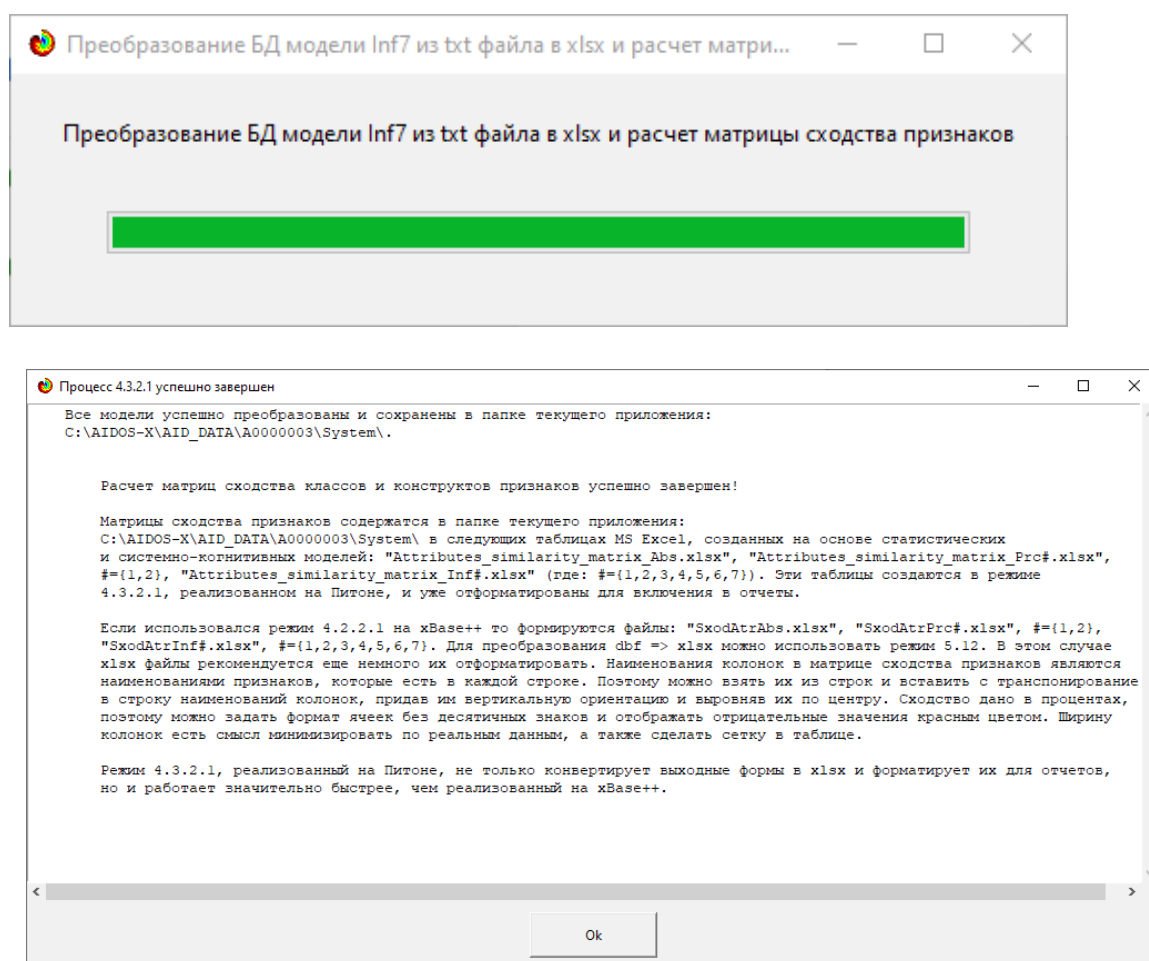 Преобразование БД модели Inf7 из txt файла в xlsx и расчет матри...
Преобразование БД модели Inf7 из txt файла в xlsx и расчет матрицы сходства признаков
Процесс 4.3.2.1 успешно завершен
Все модели успешно преобразованы и сохранены в папке текущего приложения:
C:\AIDOS-X\AID_DATA\A0000003\System\.
Расчет матриц сходства классов и конструктов признаков успешно завершен!
Матрицы сходства признаков содержатся в папке текущего приложения:
C:\AIDOS-X\AID_DATA\A0000003\System\ в следующих таблицах MS Excel, созданных на основе статистических
и системно-когнитивных моделей: "Attributes_similarity_matrix_Abs.xlsx", "Attributes_similarity_matrix_Prc#.xlsx",
#={1,2}, "Attributes_similarity_matrix_Inf#.xlsx" (где: #={1,2,3,4,5,6,7}). Эти таблицы создаются в режиме
4.3.2.1, реализованном на Питоне, и уже отформатированы для включения в отчеты.
Если использовался режим 4.2.2.1 на xBase++ то формируются файлы: "SxodAtrAbs.xlsx", "SxodAtrPrc#.xlsx", #={1,2},
"SxodAtrInf#.xlsx", #={1,2,3,4,5,6,7}. Для преобразования dbf => xlsx можно использовать режим 5.12. В этом случае
xlsx файлы рекомендуется еще немного их отформатировать. Наименования колонок в матрице сходства признаков являются
наименованиями признаков, которые есть в каждой строке. Поэтому можно взять их из строк и вставить с транспонирование
в строку наименований колонок, придав им вертикальную ориентацию и выровняв их по центру. Сходство дано в процентах,
поэтому можно задать формат ячеек без десятичных знаков и отображать отрицательные значения красным цветом. Ширину
колонок есть смысл минимизировать по реальным данным, а также сделать сетку в таблице.
Режим 4.3.2.1, реализованный на Питоне, не только конвертирует выходные формы в xlsx и форматирует их для отчетов,
но и работает значительно быстрее, чем реализованный на xBase++.
Ok